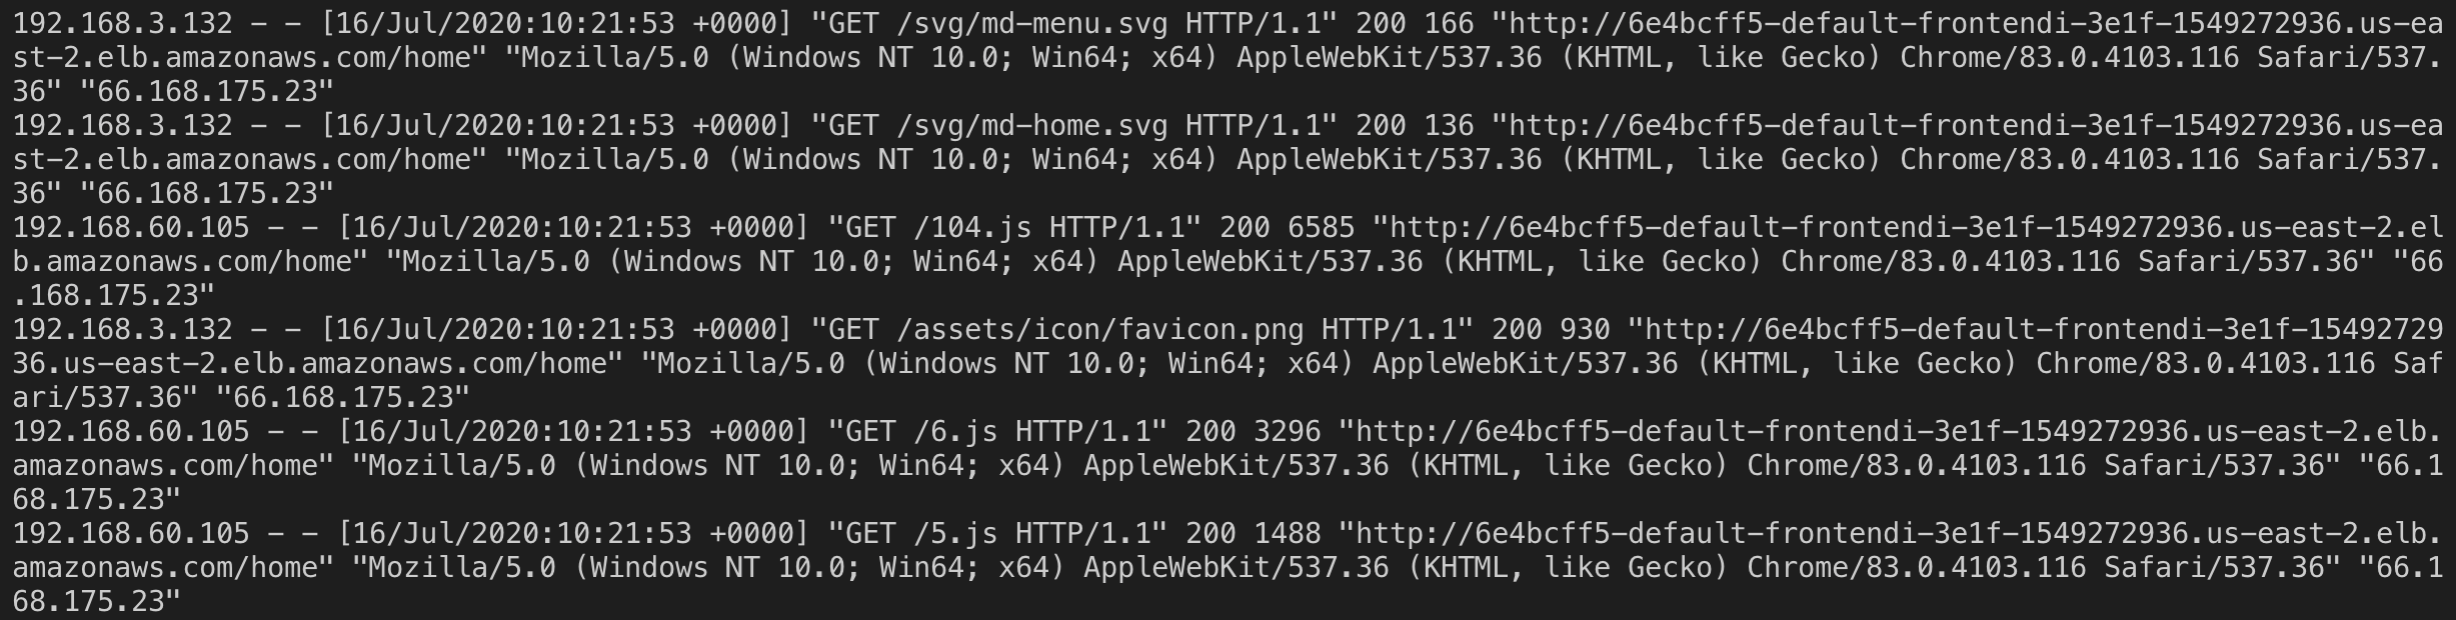 192.168.3.132 - - [16/Jul/2020:10:21:53 +0000] "GET /svg/md-menu.svg HTTP/1.1" 200 166 "http://6e4bcff5-default-frontendi-3e1f-1549272936.us-ea
st-2.elb.amazonaws.com/home" "Mozilla/5.0 (Windows NT 10.0; Win64; x64) AppleWebKit/537.36 (KHTML, like Gecko) Chrome/83.0.4103.116 Safari/537.
36" "66.168.175.23"
192.168.3.132 - - [16/Jul/2020:10:21:53 +0000] "GET /svg/md-home.svg HTTP/1.1" 200 136 "http://6e4bcff5-default-frontendi-3e1f-1549272936.us-ea
st-2.elb.amazonaws.com/home" "Mozilla/5.0 (Windows NT 10.0; Win64; x64) AppleWebKit/537.36 (KHTML, like Gecko) Chrome/83.0.4103.116 Safari/537.
36" "66.168.175.23"
192.168.60.105 - - [16/Jul/2020:10:21:53 +0000] "GET /104.js HTTP/1.1" 200 6585 "http://6e4bcff5-default-frontendi-3e1f-1549272936.us-east-2.el
b.amazonaws.com/home" "Mozilla/5.0 (Windows NT 10.0; Win64; x64) AppleWebKit/537.36 (KHTML, like Gecko) Chrome/83.0.4103.116 Safari/537.36" "66
.168.175.23"
192.168.3.132 - - [16/Jul/2020:10:21:53 +0000] "GET /assets/icon/favicon.png HTTP/1.1" 200 930 "http://6e4bcff5-default-frontendi-3e1f-15492729
36.us-east-2.elb.amazonaws.com/home" "Mozilla/5.0 (Windows NT 10.0; Win64; x64) AppleWebKit/537.36 (KHTML, like Gecko) Chrome/83.0.4103.116 Saf
ari/537.36" "66.168.175.23"
192.168.60.105 - - [16/Jul/2020:10:21:53 +0000] "GET /6.js HTTP/1.1" 200 3296 "http://6e4bcff5-default-frontendi-3e1f-1549272936.us-east-2.elb.
amazonaws.com/home" "Mozilla/5.0 (Windows NT 10.0; Win64; x64) AppleWebKit/537.36 (KHTML, like Gecko) Chrome/83.0.4103.116 Safari/537.36" "66.1
68.175.23"
192.168.60.105 - - [16/Jul/2020:10:21:53 +0000] "GET /5.js HTTP/1.1" 200 1488 "http://6e4bcff5-default-frontendi-3e1f-1549272936.us-east-2.elb.
amazonaws.com/home" "Mozilla/5.0 (Windows NT 10.0; Win64; x64) AppleWebKit/537.36 (KHTML, like Gecko) Chrome/83.0.4103.116 Safari/537.36" "66.1
68.175.23"